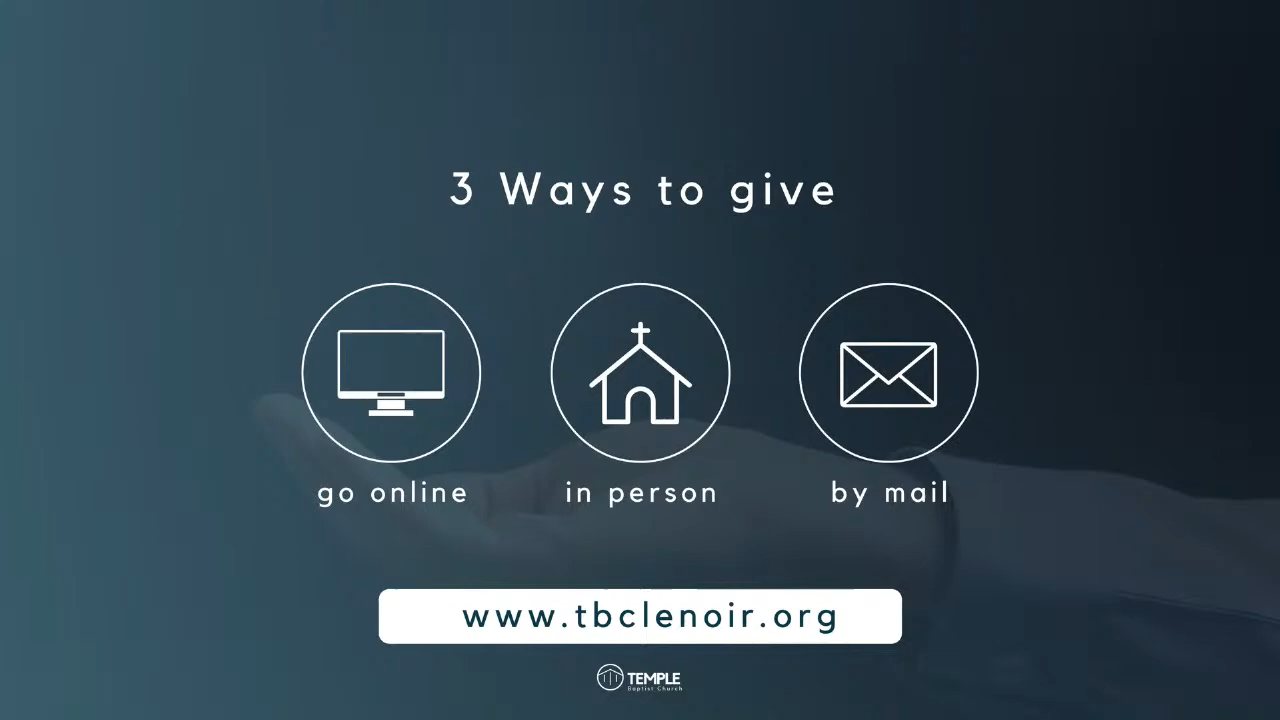 3 Ways to give
go online
in person
by mail
www.tbclenoir.org
TEMPLE
Baptist Church